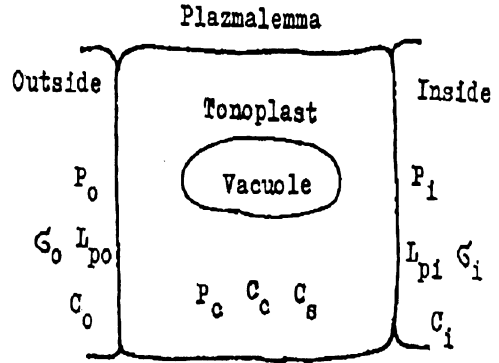 Plazmalemma
Outside
Inside
Tonoplast
Vacuole
P_o
P_i
σ_o L_po
L_pi σ_i
P_c C_c C_s
C_o
C_i